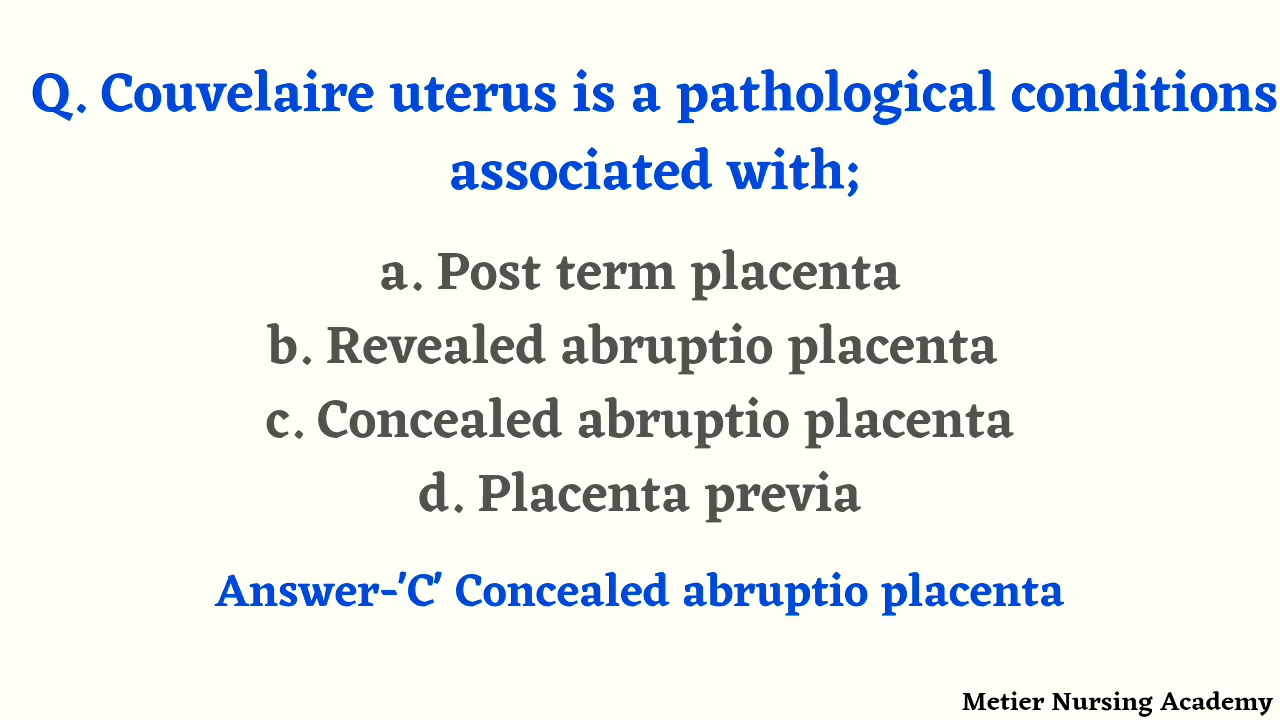 Q. Couvelaire uterus is a pathological conditions
associated with;
a. Post term placenta
b. Revealed abruptio placenta
c. Concealed abruptio placenta
d. Placenta previa
Answer-'C' Concealed abruptio placenta
Metier Nursing Academy